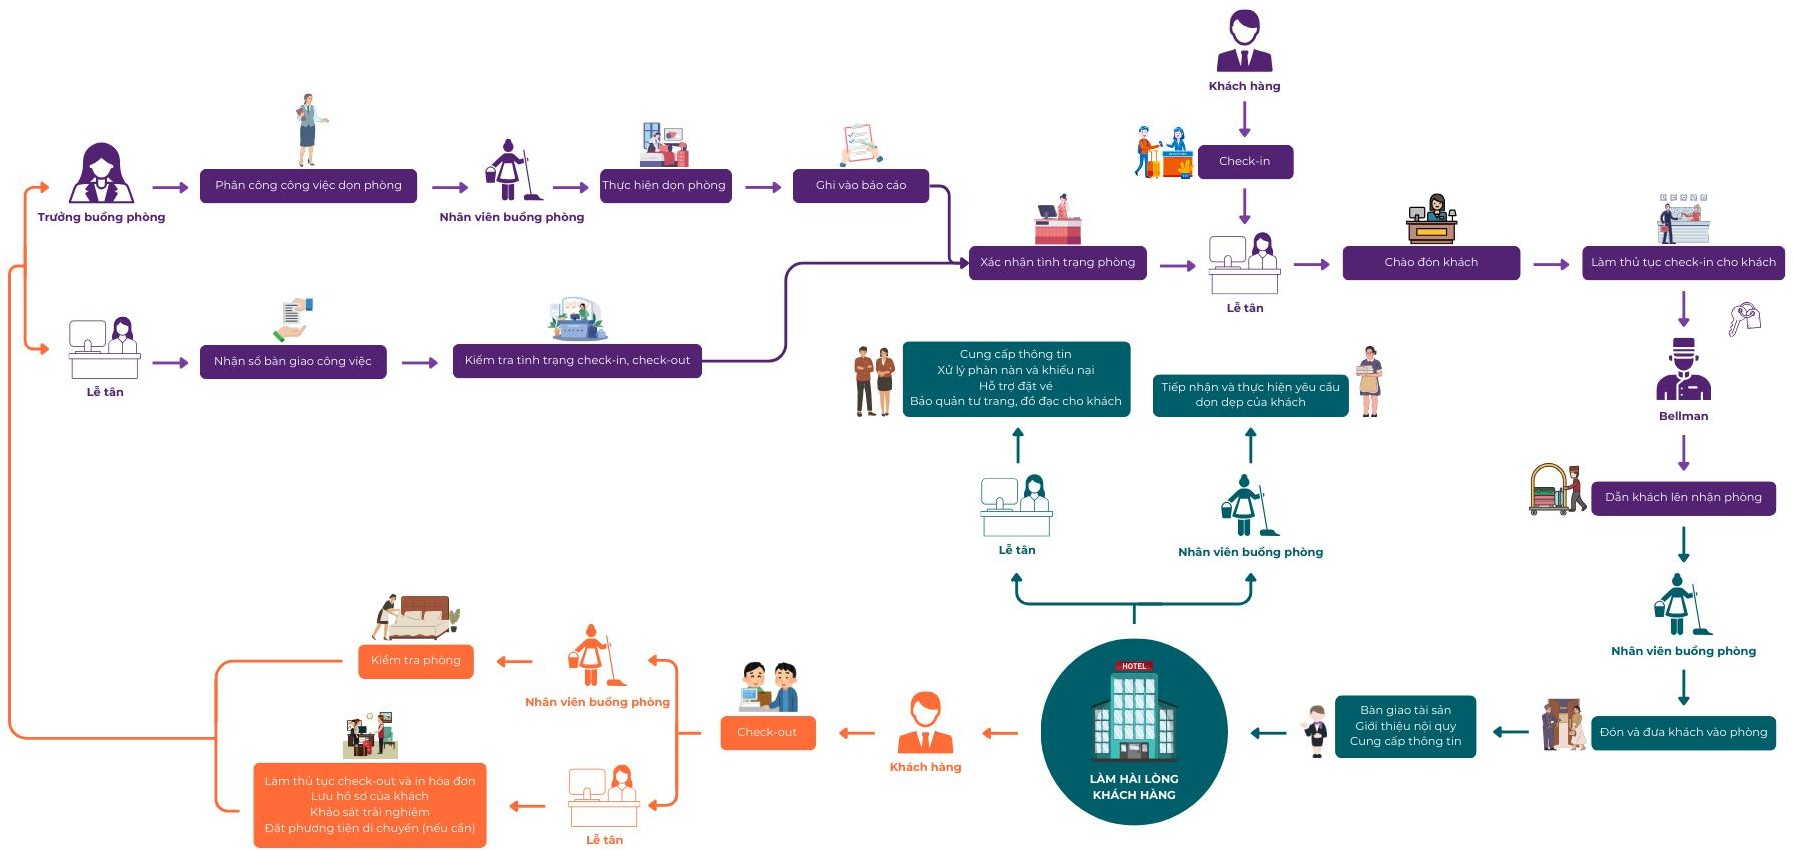 Khách hàng
Check-in
Trưởng buồng phòng
Phân công công việc dọn phòng
Nhân viên buồng phòng
Thực hiện dọn phòng
Ghi vào báo cáo
Xác nhận tình trạng phòng
Lễ tân
Chào đón khách
Làm thủ tục check-in cho khách
Lễ tân
Nhận sổ bàn giao công việc
Kiểm tra tình trạng check-in, check-out
Cung cấp thông tin
Xử lý phàn nàn và khiếu nại
Hỗ trợ đặt vé
Bảo quản tư trang, đồ đạc cho khách
Tiếp nhận và thực hiện yêu cầu
dọn dẹp của khách
Bellman
Dẫn khách lên nhận phòng
Lễ tân
Nhân viên buồng phòng
Nhân viên buồng phòng
Đón và đưa khách vào phòng
Bàn giao tài sản
Giới thiệu nội quy
Cung cấp thông tin
HOTEL
LÀM HÀI LÒNG
KHÁCH HÀNG
Khách hàng
Check-out
Nhân viên buồng phòng
Kiểm tra phòng
Lễ tân
Làm thủ tục check-out và in hóa đơn
Lưu hồ sơ của khách
Khảo sát trải nghiệm
Đặt phương tiện di chuyển (nếu cần)